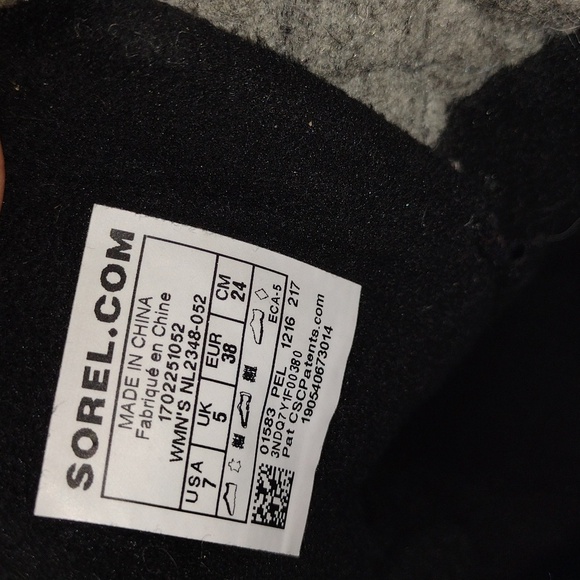 SOREL.COM
MADE IN CHINA
Fabriqué en Chine
1702251052
WMN'S NL2348-052
USA UK EUR CM
7 5 38 24
ECA-5
01583 PEL 1216 217
3NDQ7Y1F00380
Pat CSCPatents.com
190540673014